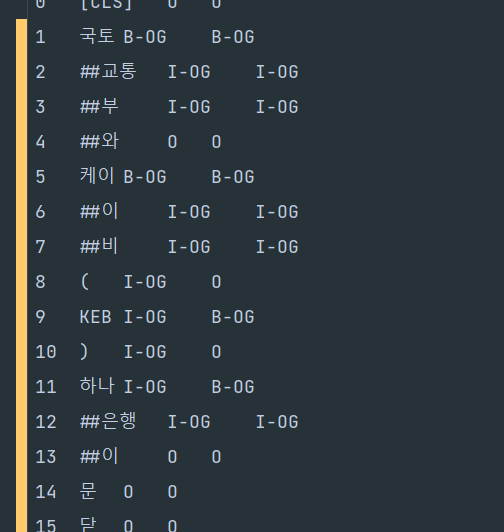 0 [CLS] O O
1 국토 B-OG B-OG
2 ##교통 I-OG I-OG
3 ##부 I-OG I-OG
4 ##와 O O
5 케이 B-OG B-OG
6 ##이 I-OG I-OG
7 ##비 I-OG I-OG
8 ( I-OG O
9 KEB I-OG B-OG
10 ) I-OG O
11 하나 I-OG B-OG
12 ##은행 I-OG I-OG
13 ##이 O O
14 문 O O
15 닫 O O